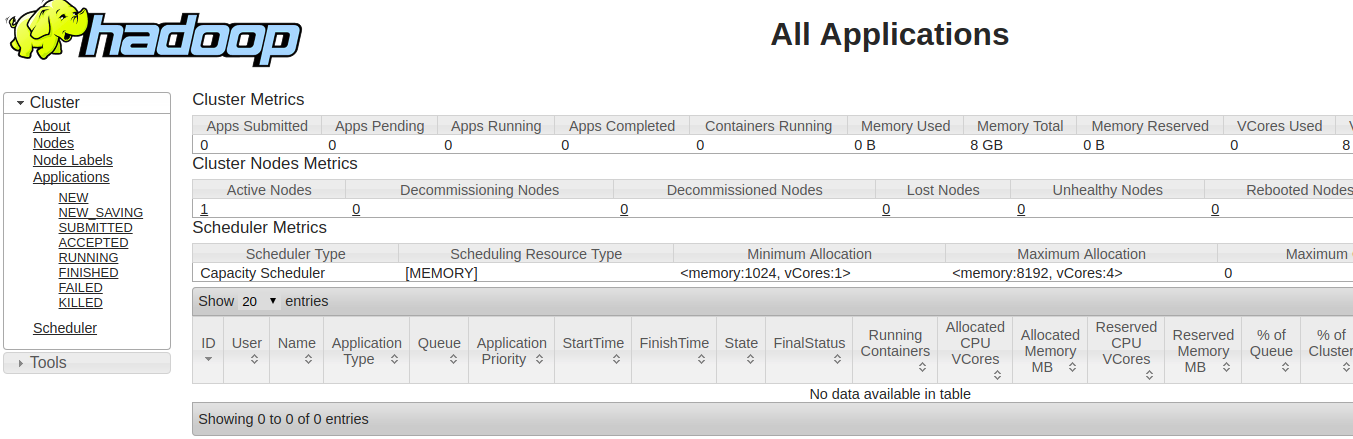 hadoop
All Applications
Cluster
About
Nodes
Node Labels
Applications
NEW
NEW_SAVING
SUBMITTED
ACCEPTED
RUNNING
FINISHED
FAILED
KILLED
Scheduler
Tools
Cluster Metrics
Apps Submitted Apps Pending Apps Running Apps Completed Containers Running Memory Used Memory Total Memory Reserved VCores Used V
0 0 0 0 0 0 B 8 GB 0 B 0 8
Cluster Nodes Metrics
Active Nodes Decommissioning Nodes Decommissioned Nodes Lost Nodes Unhealthy Nodes Rebooted Nodes
1 0 0 0 0 0
Scheduler Metrics
Scheduler Type Scheduling Resource Type Minimum Allocation Maximum Allocation Maximum
Capacity Scheduler [MEMORY] <memory:1024, vCores:1> <memory:8192, vCores:4> 0
Show 20 entries
ID User Name Application Type Queue Application Priority StartTime FinishTime State FinalStatus Running Containers Allocated CPU VCores Allocated Memory MB Reserved CPU VCores Reserved Memory MB % of Queue % of Cluster
No data available in table
Showing 0 to 0 of 0 entries